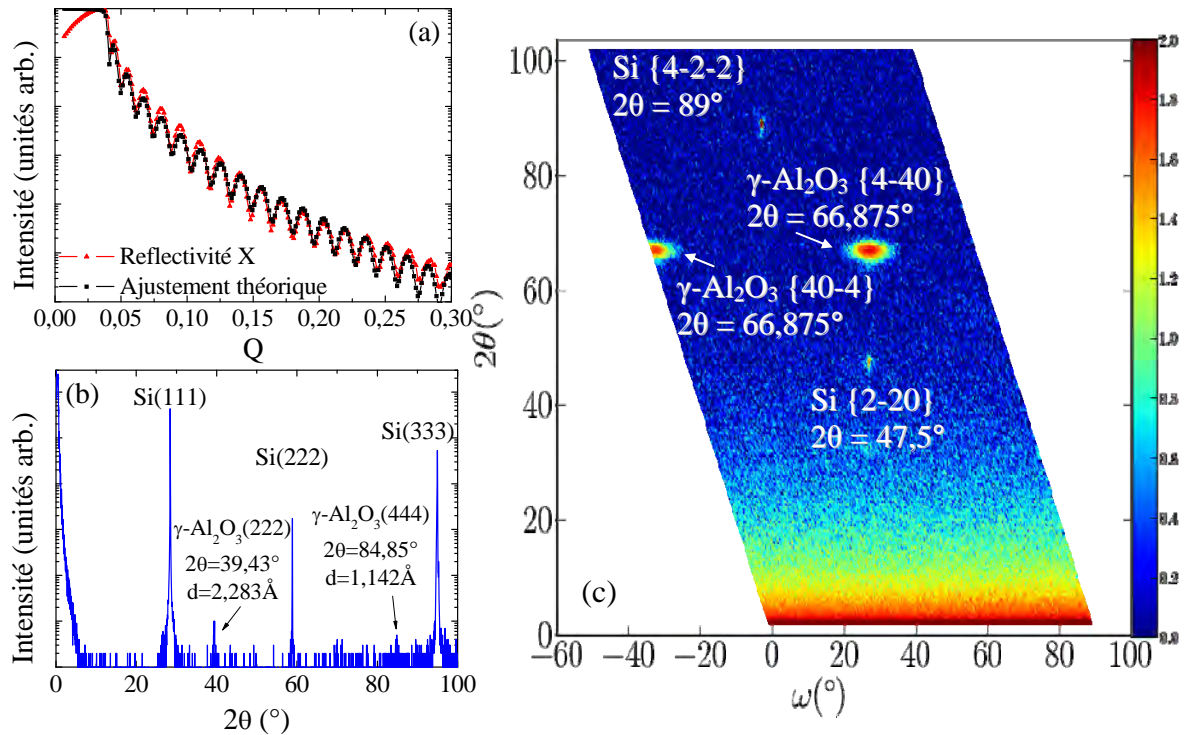 (a)
Intensité (unités arb.)
Reflectivité X
Ajustement théorique
0,00 0,05 0,10 0,15 0,20 0,25 0,30
Q
(b)
Intensité (unités arb.)
Si(111)
Si(222)
Si(333)
γ-Al₂O₃(222)
2θ=39,43°
d=2,283Å
γ-Al₂O₃(444)
2θ=84,85°
d=1,142Å
0 20 40 60 80 100
2θ (°)
(c)
2θ(°)
100
80
60
40
20
0
Si {4-2-2}
2θ = 89°
γ-Al₂O₃ {4-40}
2θ = 66,875°
γ-Al₂O₃ {40-4}
2θ = 66,875°
Si {2-20}
2θ = 47,5°
−60 −40 −20 0 20 40 60 80 100
ω(°)